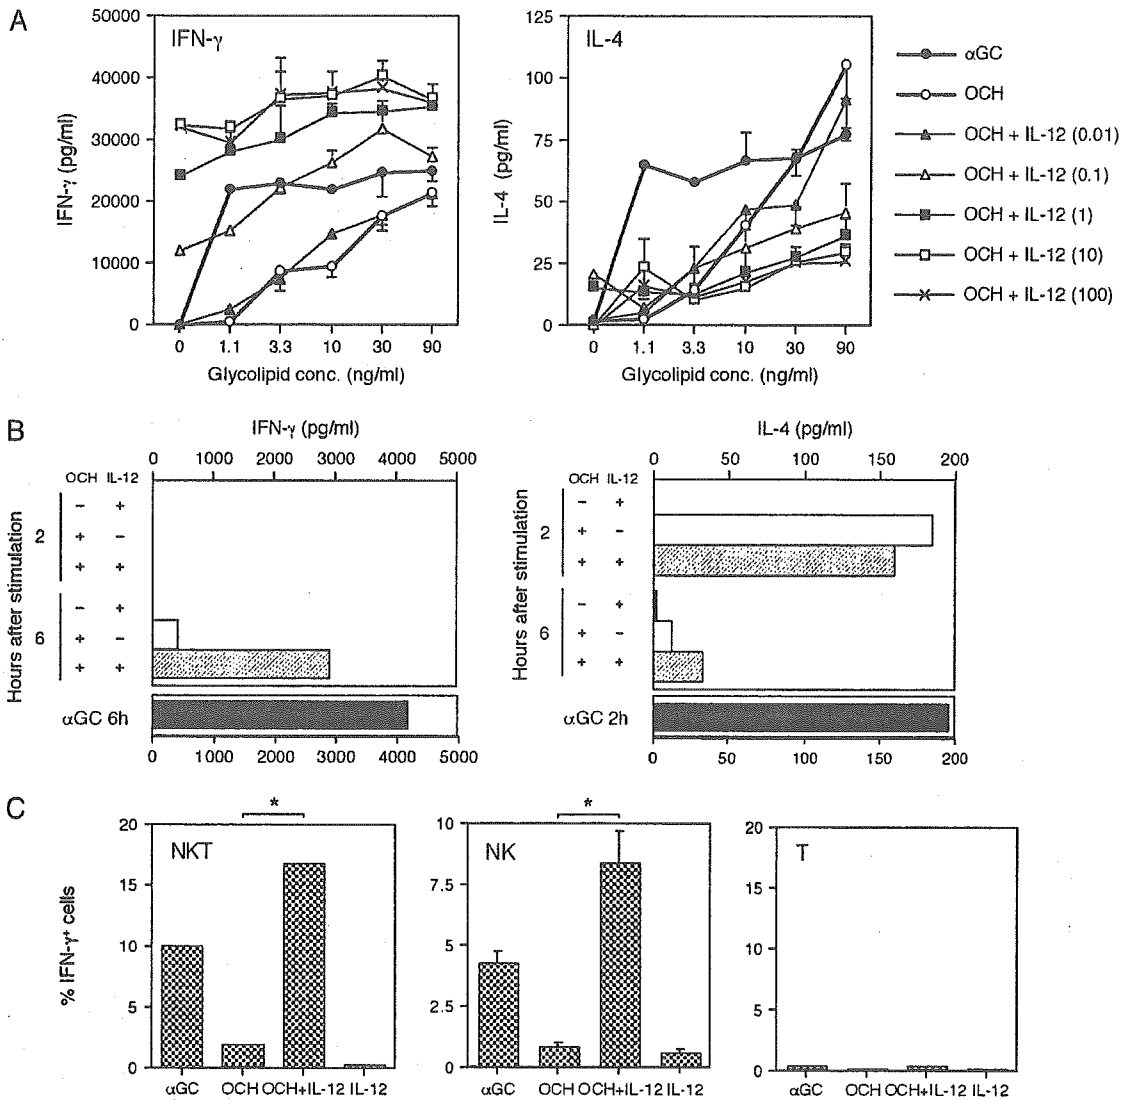 A
IFN-γ
IFN-γ (pg/ml)
50000
40000
30000
20000
10000
0
0 1.1 3.3 10 30 90
Glycolipid conc. (ng/ml)
IL-4
IL-4 (pg/ml)
125
100
75
50
25
0
0 1.1 3.3 10 30 90
Glycolipid conc. (ng/ml)
αGC
OCH
OCH + IL-12 (0.01)
OCH + IL-12 (0.1)
OCH + IL-12 (1)
OCH + IL-12 (10)
OCH + IL-12 (100)
B
IFN-γ (pg/ml)
0 1000 2000 3000 4000 5000
OCH IL-12
Hours after stimulation
- +
2 + -
+ +
- +
6 + -
+ +
αGC 6h
0 1000 2000 3000 4000 5000
IL-4 (pg/ml)
0 50 100 150 200
OCH IL-12
Hours after stimulation
- +
2 + -
+ +
- +
6 + -
+ +
αGC 2h
0 50 100 150 200
C
% IFN-γ+ cells
NKT
*
20
15
10
5
0
αGC OCH OCH+IL-12 IL-12
NK
*
10
7.5
5
2.5
0
αGC OCH OCH+IL-12 IL-12
T
20
15
10
5
0
αGC OCH OCH+IL-12 IL-12